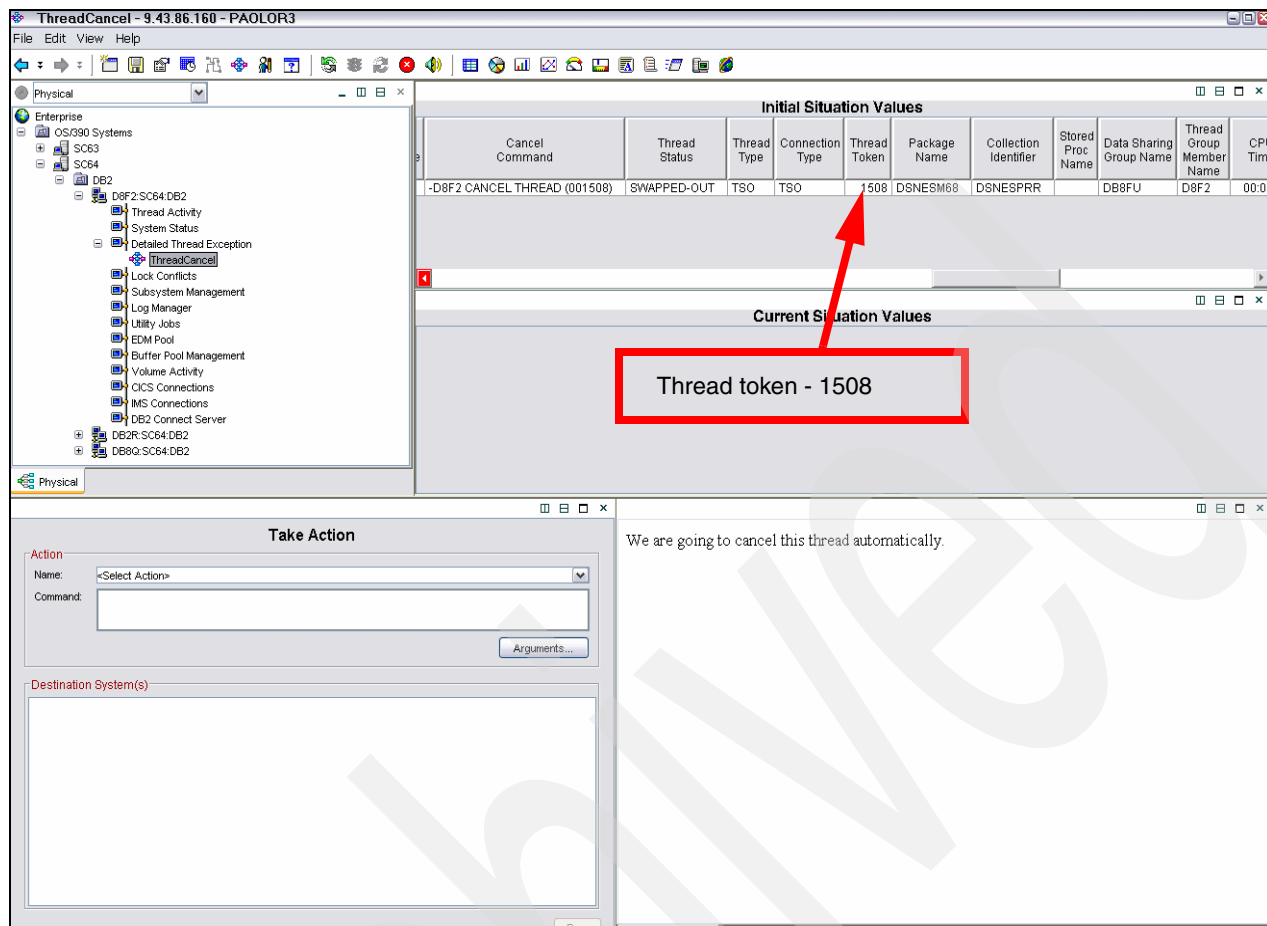 ThreadCancel - 9.43.86.160 - PAOLOR3
File Edit View Help
Physical
Enterprise
OS/390 Systems
SC63
SC64
DB2
D8F2:SC64:DB2
Thread Activity
System Status
Detailed Thread Exception
ThreadCancel
Lock Conflicts
Subsystem Management
Log Manager
Utility Jobs
EDM Pool
Buffer Pool Management
Volume Activity
CICS Connections
IMS Connections
DB2 Connect Server
DB2R:SC64:DB2
DB8Q:SC64:DB2
Physical
Initial Situation Values
Cancel Command Thread Status Thread Type Connection Type Thread Token Package Name Collection Identifier Stored Proc Name Data Sharing Group Name Thread Group Member Name
-D8F2 CANCEL THREAD (001508) SWAPPED-OUT TSO TSO 1508 DSNESM68 DSNESPRR DB8FU D8F2 00:0
Current Situation Values
Thread token - 1508
Take Action
Action
Name: <Select Action>
Command:
Arguments...
Destination System(s)
We are going to cancel this thread automatically.